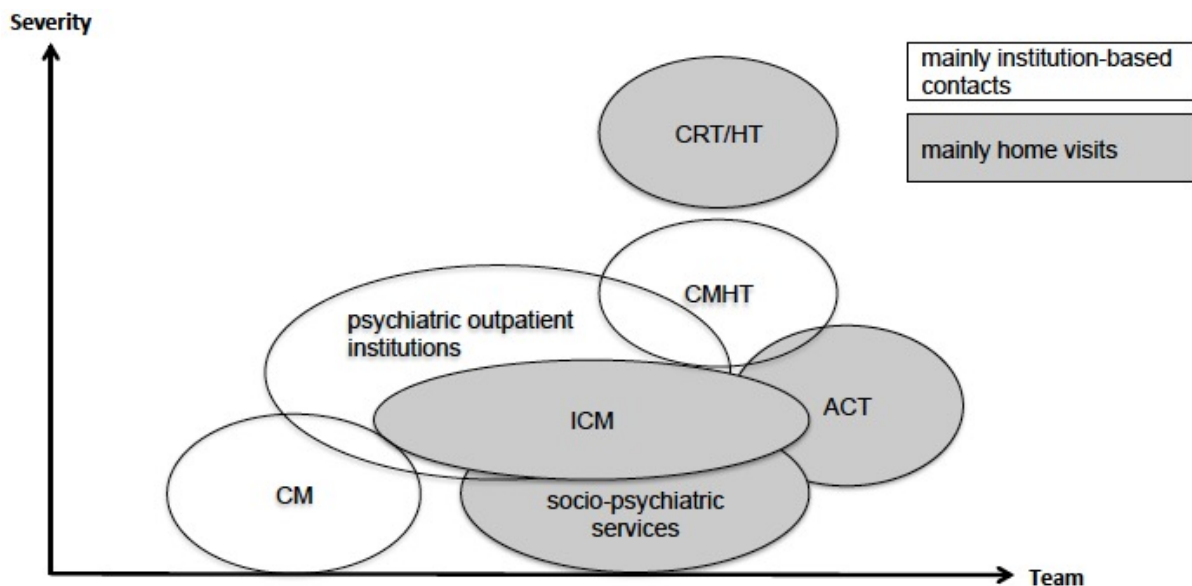 Severity
mainly institution-based
contacts
CRT/HT
mainly home visits
CMHT
psychiatric outpatient
institutions
ACT
ICM
CM
socio-psychiatric
services
Team